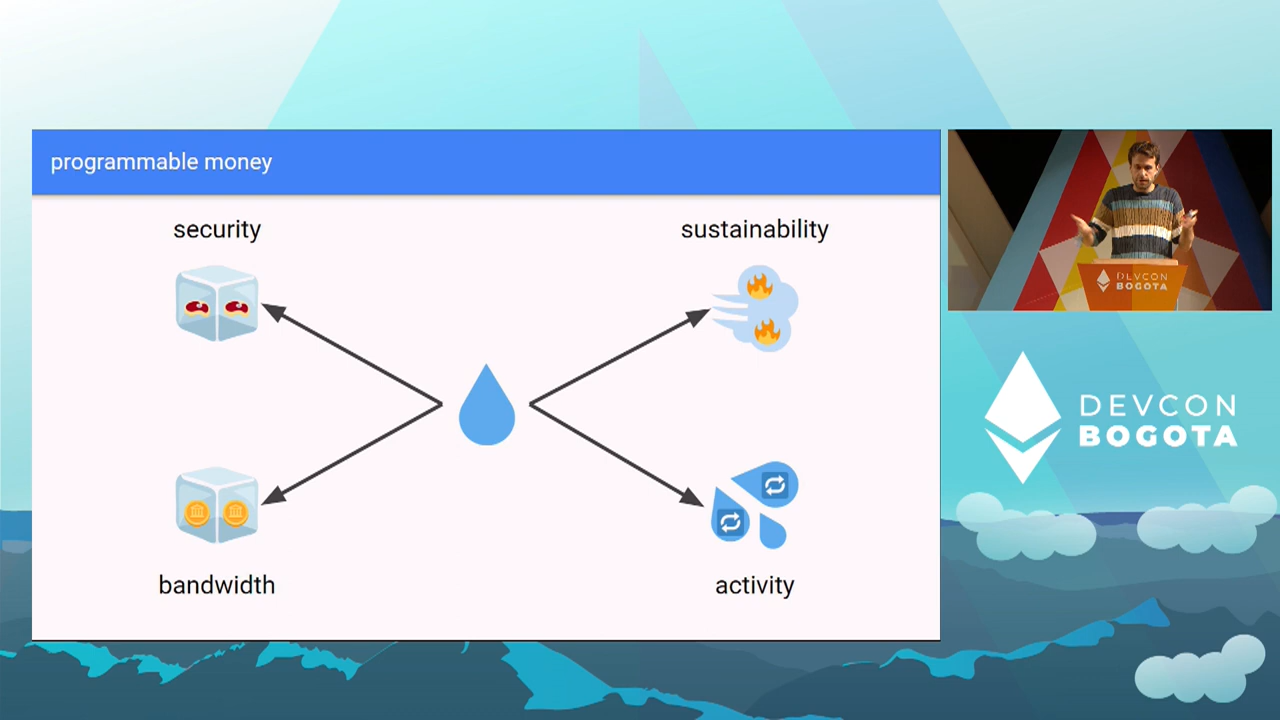 programmable money
security
sustainability
bandwidth
activity
DEVCON
BOGOTA
DEVCON
BOGOTA